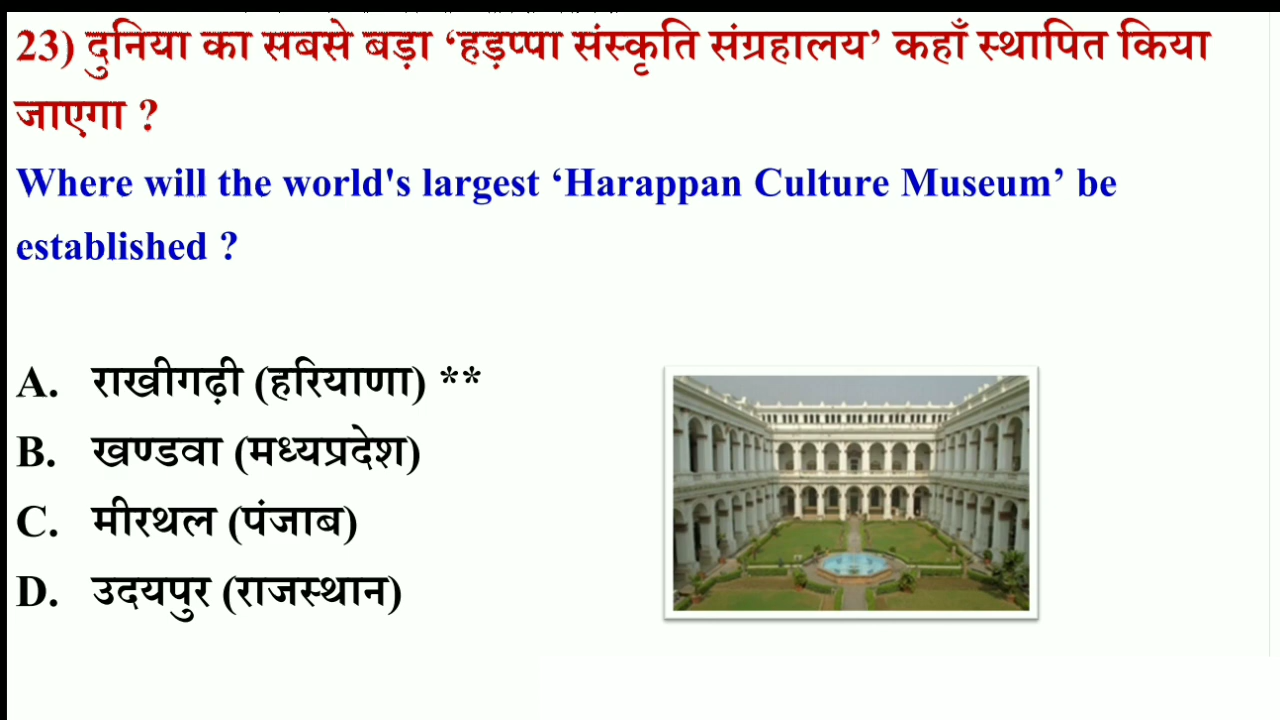 23) दुनिया का सबसे बड़ा ‘हड़प्पा संस्कृति संग्रहालय’ कहाँ स्थापित किया
जाएगा ?
Where will the world's largest ‘Harappan Culture Museum’ be
established ?
A. राखीगढ़ी (हरियाणा) **
B. खण्डवा (मध्यप्रदेश)
C. मीरथल (पंजाब)
D. उदयपुर (राजस्थान)